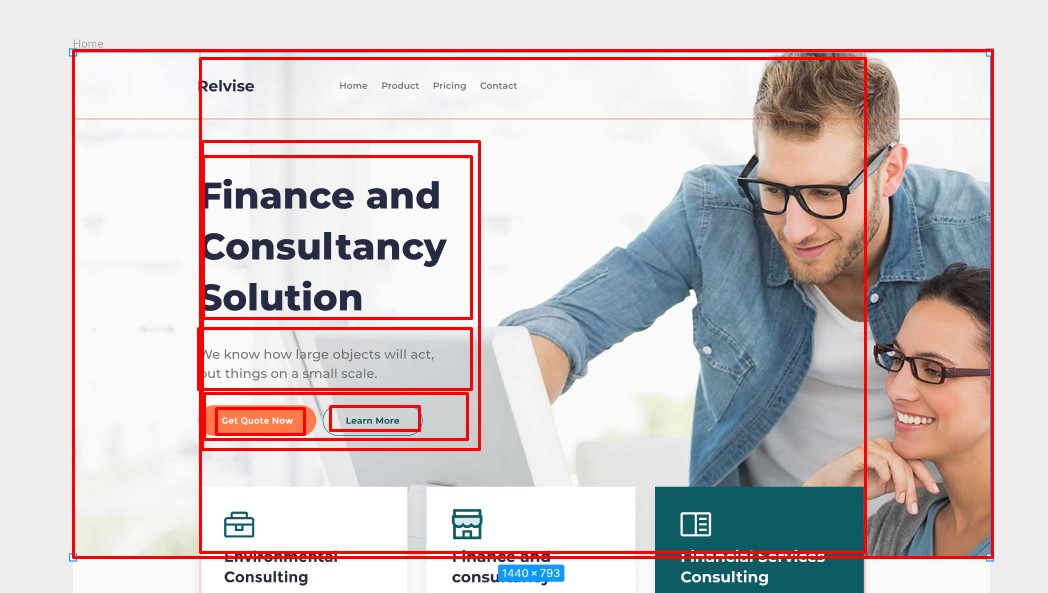 Home
Relvise
Home Product Pricing Contact
Finance and
Consultancy
Solution
We know how large objects will act,
but things on a small scale.
Get Quote Now Learn More
Environmental Finance and Financial Services
Consulting consu Consulting
1440 × 793